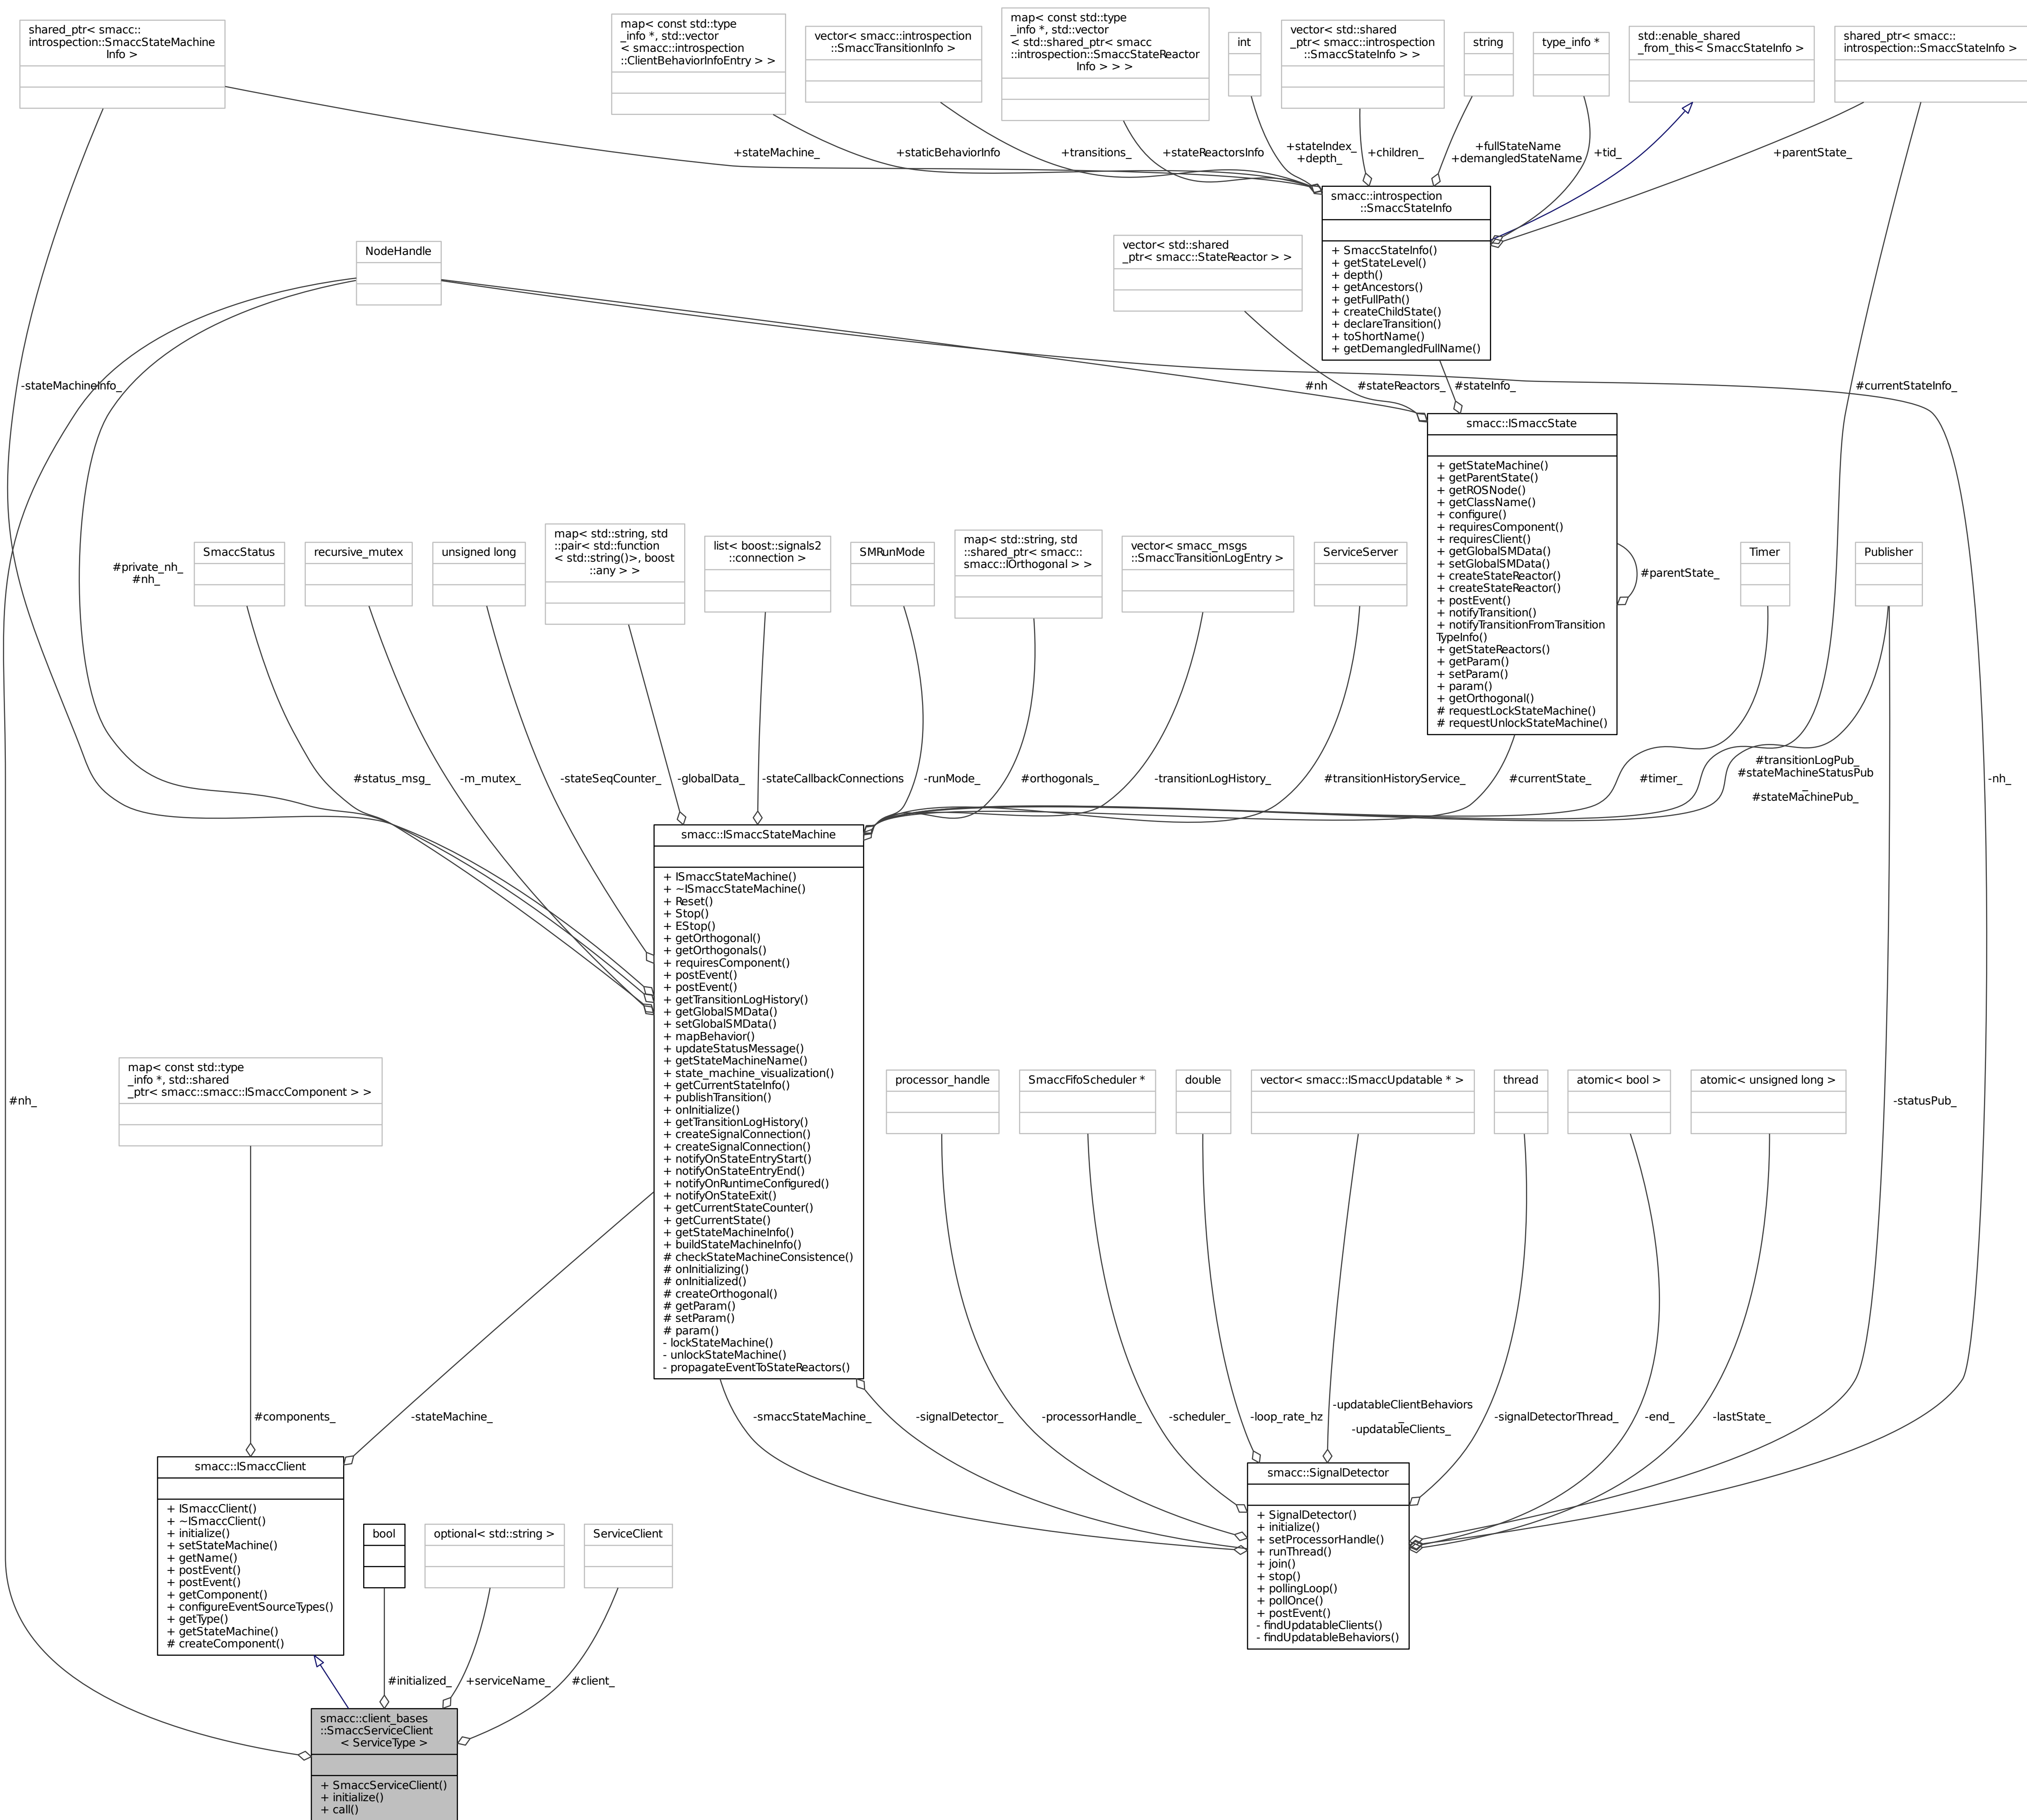 shared_ptr< smacc::
introspection::SmaccStateMachine
Info >
map< const std::type
_info *, std::vector
< smacc::introspection
::ClientBehaviorInfoEntry > >
vector< smacc::introspection
::SmaccTransitionInfo >
map< const std::type
_info *, std::vector
< std::shared_ptr< smacc
::introspection::SmaccStateReactor
Info > > >
int
vector< std::shared
_ptr< smacc::introspection
::SmaccStateInfo > >
string
type_info *
std::enable_shared
_from_this< SmaccStateInfo >
shared_ptr< smacc::
introspection::SmaccStateInfo >
+stateMachine_
+staticBehaviorInfo
+transitions_
+stateReactorsInfo
+stateIndex_
+depth_
+children_
+fullStateName
+demangledStateName
+tid_
+parentState_
smacc::introspection
::SmaccStateInfo
+ SmaccStateInfo()
+ getStateLevel()
+ depth()
+ getAncestors()
+ getFullPath()
+ createChildState()
+ declareTransition()
+ toShortName()
+ getDemangledFullName()
NodeHandle
vector< std::shared
_ptr< smacc::StateReactor > >
-stateMachineInfo_
#nh
#stateReactors_
#stateInfo_
#currentStateInfo_
smacc::ISmaccState
+ getStateMachine()
+ getParentState()
+ getROSNode()
+ getClassName()
+ configure()
+ requiresComponent()
+ requiresClient()
+ getGlobalSMData()
+ setGlobalSMData()
+ createStateReactor()
+ createStateReactor()
+ postEvent()
+ notifyTransition()
+ notifyTransitionFromTransition
TypeInfo()
+ getStateReactors()
+ getParam()
+ setParam()
+ param()
+ getOrthogonal()
# requestLockStateMachine()
# requestUnlockStateMachine()
#parentState_
#private_nh_
#nh_
SmaccStatus
recursive_mutex
unsigned long
map< std::string, std
::pair< std::function
< std::string()>, boost
::any > >
list< boost::signals2
::connection >
SMRunMode
map< std::string, std
::shared_ptr< smacc::
smacc::IOrthogonal > >
vector< smacc_msgs
::SmaccTransitionLogEntry >
ServiceServer
Timer
Publisher
#status_msg_
-m_mutex_
-stateSeqCounter_
-globalData_
-stateCallbackConnections
-runMode_
#orthogonals_
-transitionLogHistory_
#transitionHistoryService_
#currentState_
#timer_
#transitionLogPub_
#stateMachineStatusPub
_
#stateMachinePub_
-nh_
smacc::ISmaccStateMachine
+ ISmaccStateMachine()
+ ~ISmaccStateMachine()
+ Reset()
+ Stop()
+ EStop()
+ getOrthogonal()
+ getOrthogonals()
+ requiresComponent()
+ postEvent()
+ postEvent()
+ getTransitionLogHistory()
+ getGlobalSMData()
+ setGlobalSMData()
+ mapBehavior()
+ updateStatusMessage()
+ getStateMachineName()
+ state_machine_visualization()
+ getCurrentStateInfo()
+ publishTransition()
+ onInitialize()
+ getTransitionLogHistory()
+ createSignalConnection()
+ createSignalConnection()
+ notifyOnStateEntryStart()
+ notifyOnStateEntryEnd()
+ notifyOnRuntimeConfigured()
+ notifyOnStateExit()
+ getCurrentStateCounter()
+ getCurrentState()
+ getStateMachineInfo()
+ buildStateMachineInfo()
# checkStateMachineConsistence()
# onInitializing()
# onInitialized()
# createOrthogonal()
# getParam()
# setParam()
# param()
- lockStateMachine()
- unlockStateMachine()
- propagateEventToStateReactors()
#nh_
map< const std::type
_info *, std::shared
_ptr< smacc::smacc::ISmaccComponent > >
processor_handle
SmaccFifoScheduler *
double
vector< smacc::ISmaccUpdatable * >
thread
atomic< bool >
atomic< unsigned long >
-statusPub_
#components_
-stateMachine_
-smaccStateMachine_
-signalDetector_
-processorHandle_
-scheduler_
-loop_rate_hz
-updatableClientBehaviors
_
-updatableClients_
-signalDetectorThread_
-end_
-lastState_
smacc::ISmaccClient
+ ISmaccClient()
+ ~ISmaccClient()
+ initialize()
+ setStateMachine()
+ getName()
+ postEvent()
+ postEvent()
+ getComponent()
+ configureEventSourceTypes()
+ getType()
+ getStateMachine()
# createComponent()
smacc::SignalDetector
+ SignalDetector()
+ initialize()
+ setProcessorHandle()
+ runThread()
+ join()
+ stop()
+ pollingLoop()
+ pollOnce()
+ postEvent()
- findUpdatableClients()
- findUpdatableBehaviors()
bool
optional< std::string >
ServiceClient
#initialized_
+serviceName_
#client_
smacc::client_bases
::SmaccServiceClient
< ServiceType >
+ SmaccServiceClient()
+ initialize()
+ call()